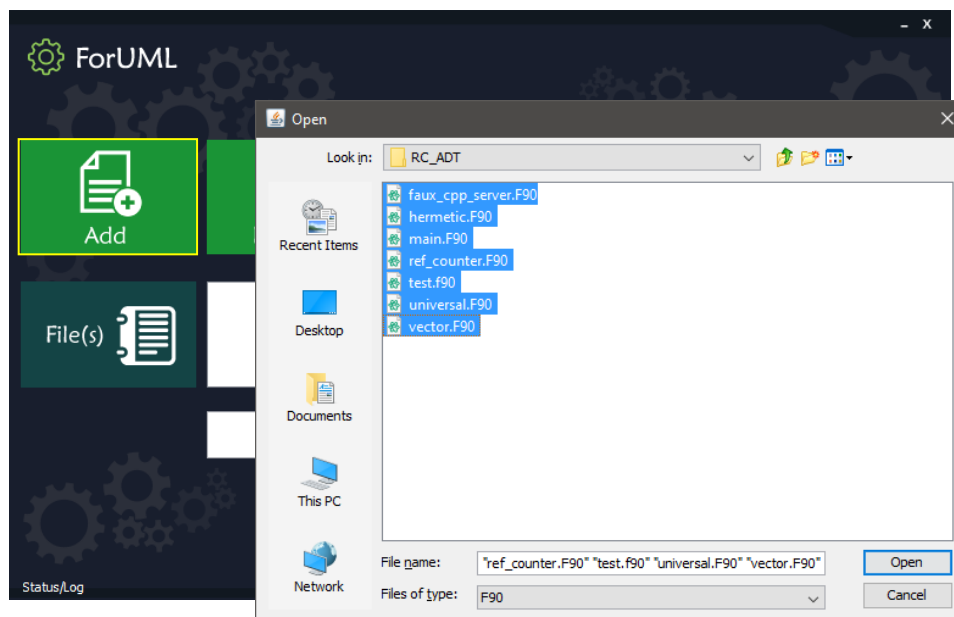 - x
ForUML
Open
Look in:
RC_ADT
Add
faux_cpp_server.F90
hermetic.F90
main.F90
ref_counter.F90
test.f90
universal.F90
vector.F90
Recent Items
Desktop
File(s)
Documents
This PC
Network
File name:
"ref_counter.F90" "test.f90" "universal.F90" "vector.F90"
Open
Files of type:
F90
Cancel
Status/Log